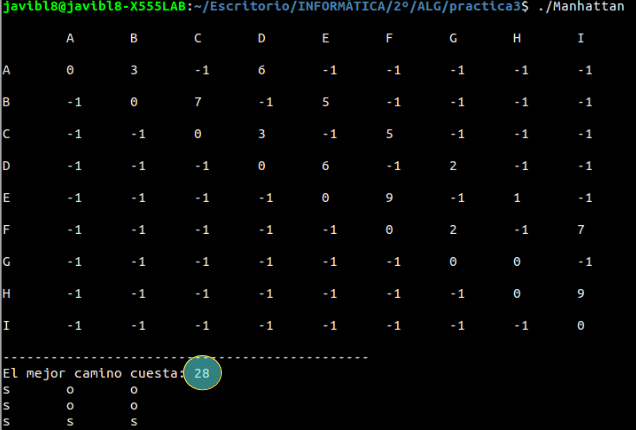 javibl8@javibl8-X555LAB:~/Escritorio/INFORMÁTICA/2º/ALG/practica3$ ./Manhattan
A B C D E F G H I
A 0 3 -1 6 -1 -1 -1 -1 -1
B -1 0 7 -1 5 -1 -1 -1 -1
C -1 -1 0 3 -1 5 -1 -1 -1
D -1 -1 -1 0 6 -1 2 -1 -1
E -1 -1 -1 -1 0 9 -1 1 -1
F -1 -1 -1 -1 -1 0 2 -1 7
G -1 -1 -1 -1 -1 -1 0 0 -1
H -1 -1 -1 -1 -1 -1 -1 0 9
I -1 -1 -1 -1 -1 -1 -1 -1 0
----------------------------------------------
El mejor camino cuesta: 28
s o o
s o o
s s s